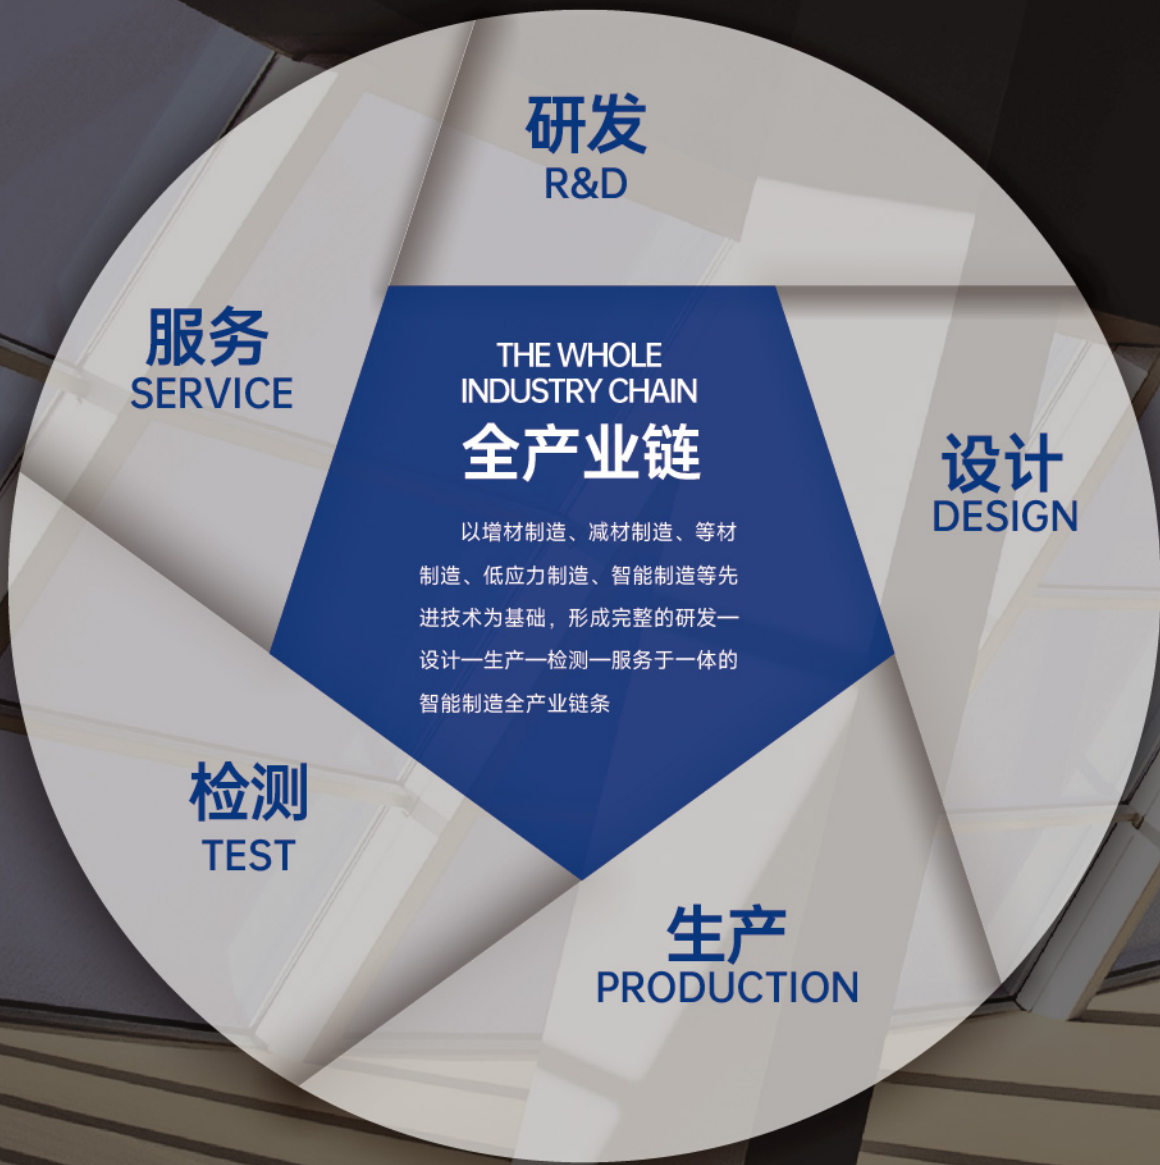 研发
R&D
服务
SERVICE
THE WHOLE
INDUSTRY CHAIN
全产业链
以增材制造、减材制造、等材
制造、低应力制造、智能制造等先
进技术为基础，形成完整的研发—
设计—生产—检测—服务于一体的
智能制造全产业链条
设计
DESIGN
检测
TEST
生产
PRODUCTION